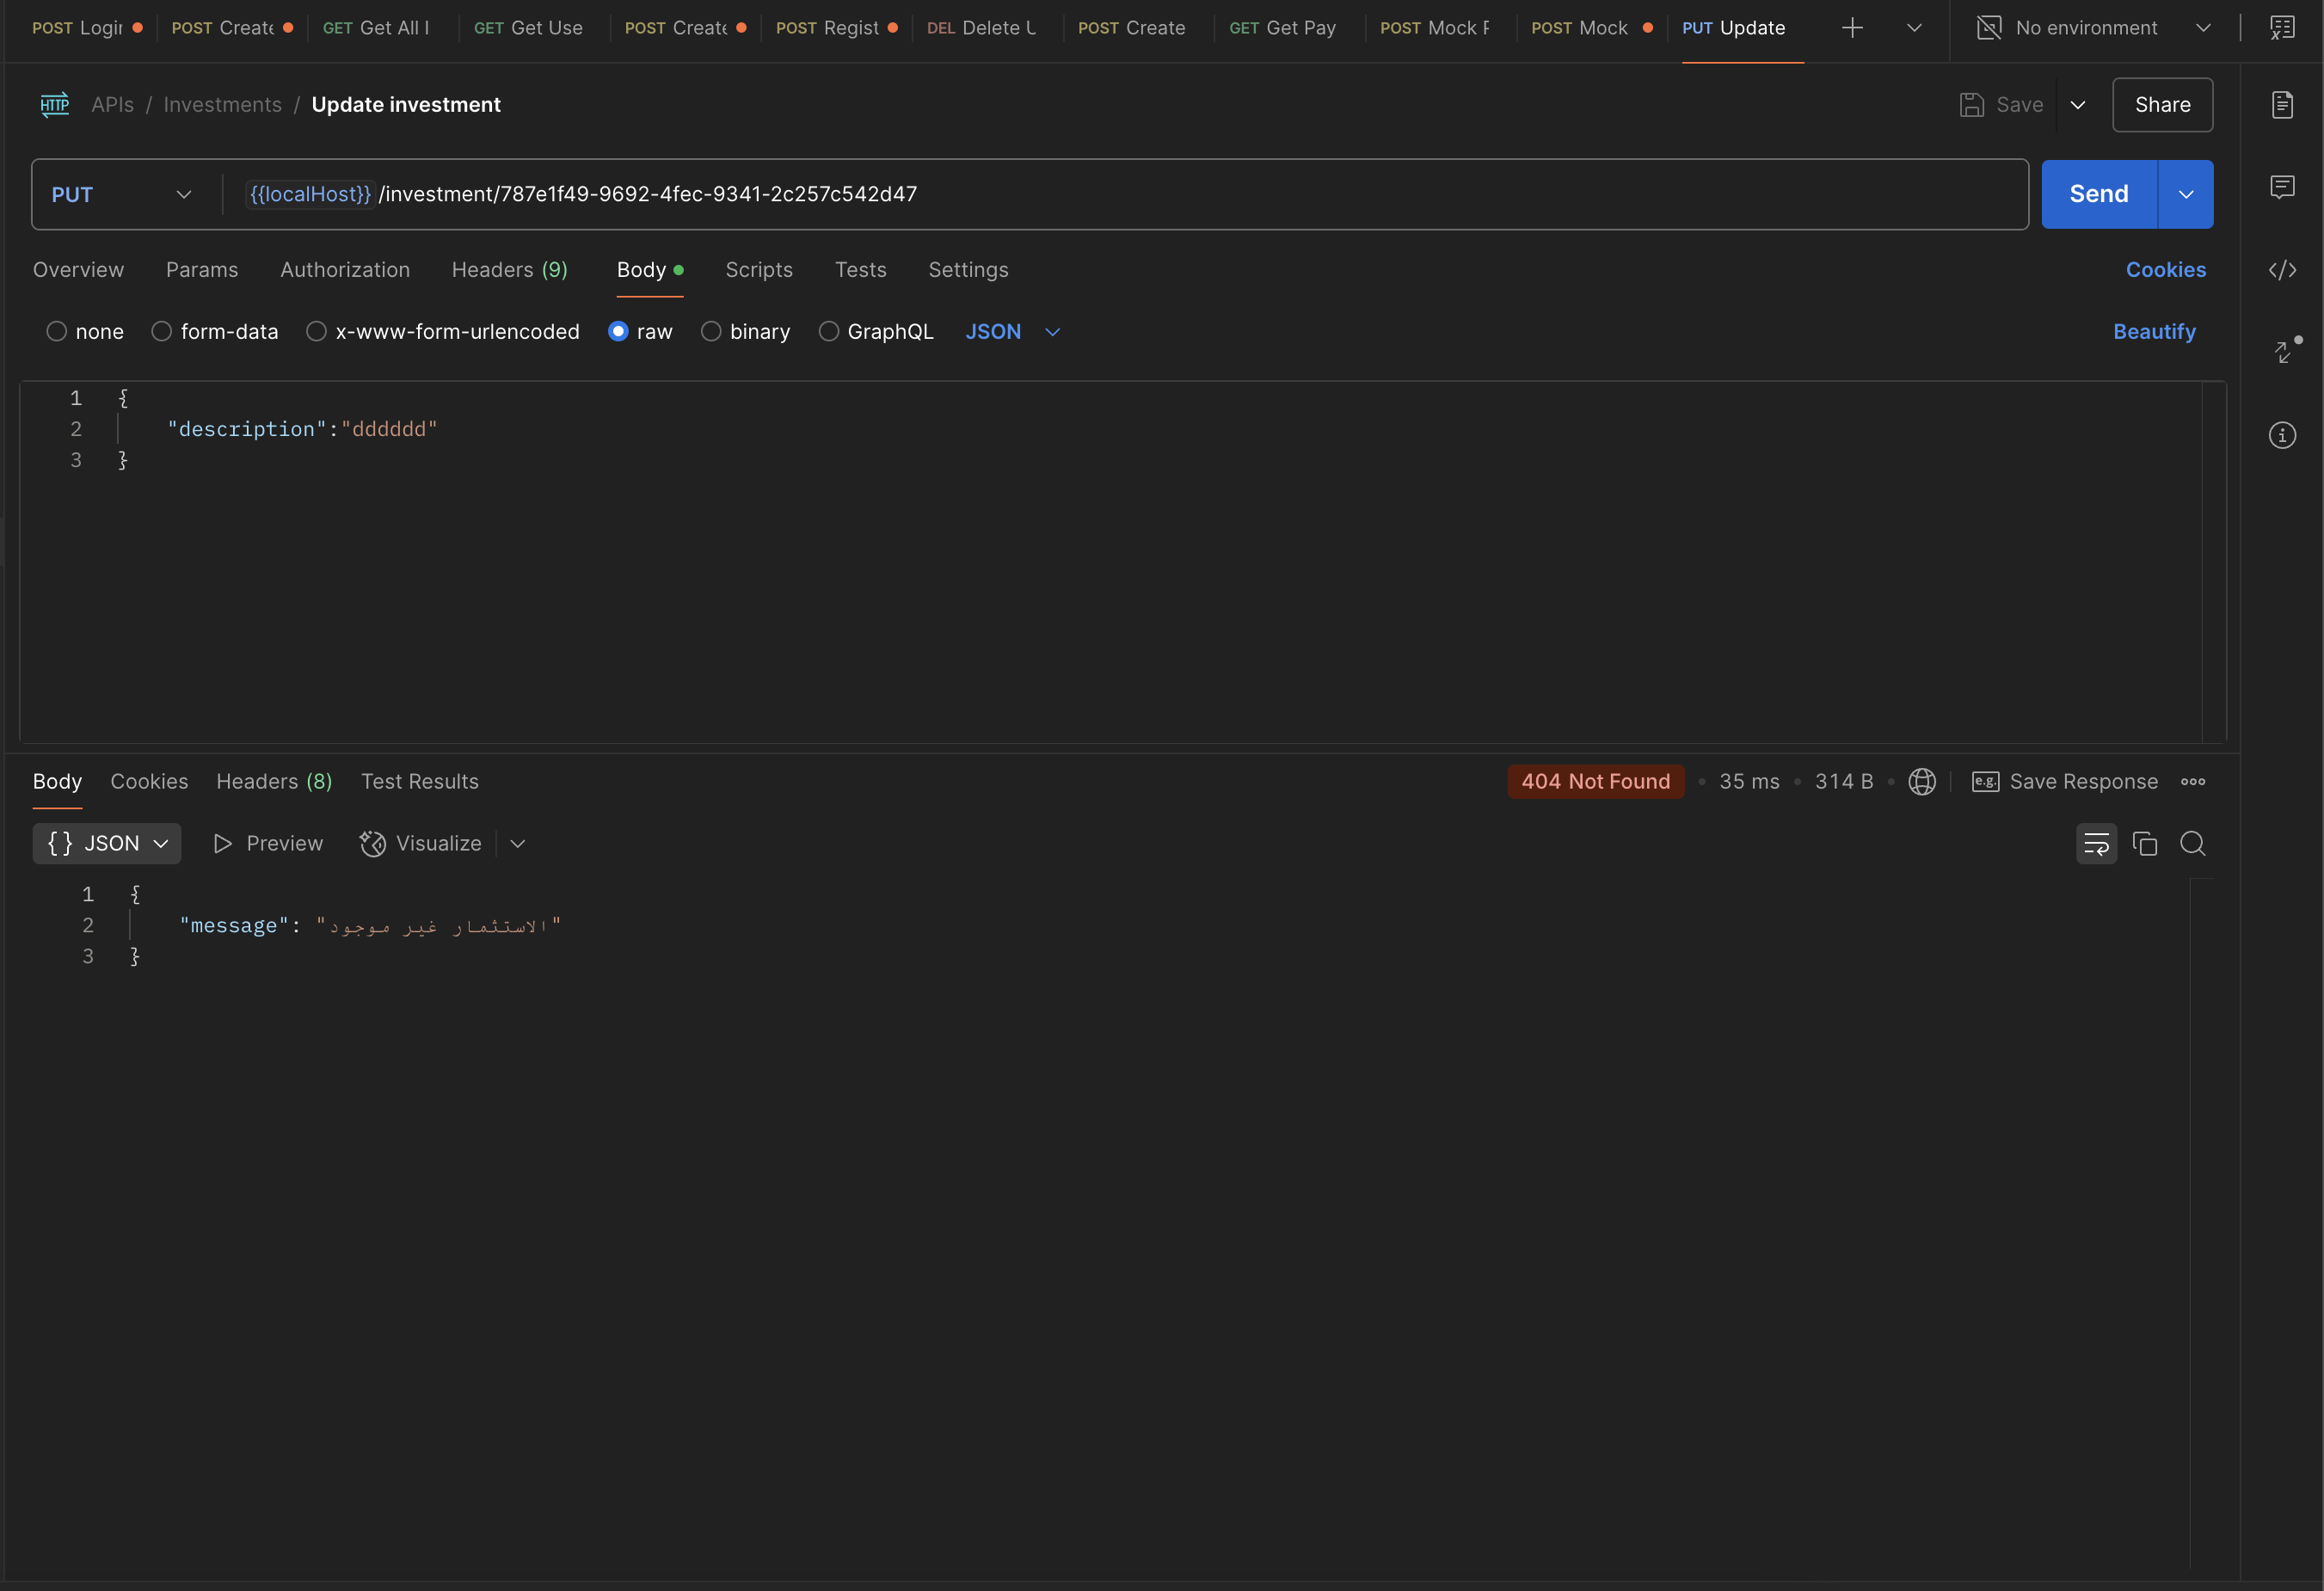 POST Login POST Create GET Get All I GET Get Use POST Create POST Regist DEL Delete U POST Create GET Get Pay POST Mock P POST Mock PUT Update No environment
HTTP APIs / Investments / Update investment Save Share
PUT {{localHost}}/investment/787e1f49-9692-4fec-9341-2c257c542d47 Send
Overview Params Authorization Headers (9) Body Scripts Tests Settings Cookies
none form-data x-www-form-urlencoded raw binary GraphQL JSON Beautify
1 {
2 "description":"dddddd"
3 }
Body Cookies Headers (8) Test Results 404 Not Found • 35 ms • 314 B • e.g. Save Response
{} JSON Preview Visualize
1 {
2 "message": "الاستثمار غير موجود"
3 }